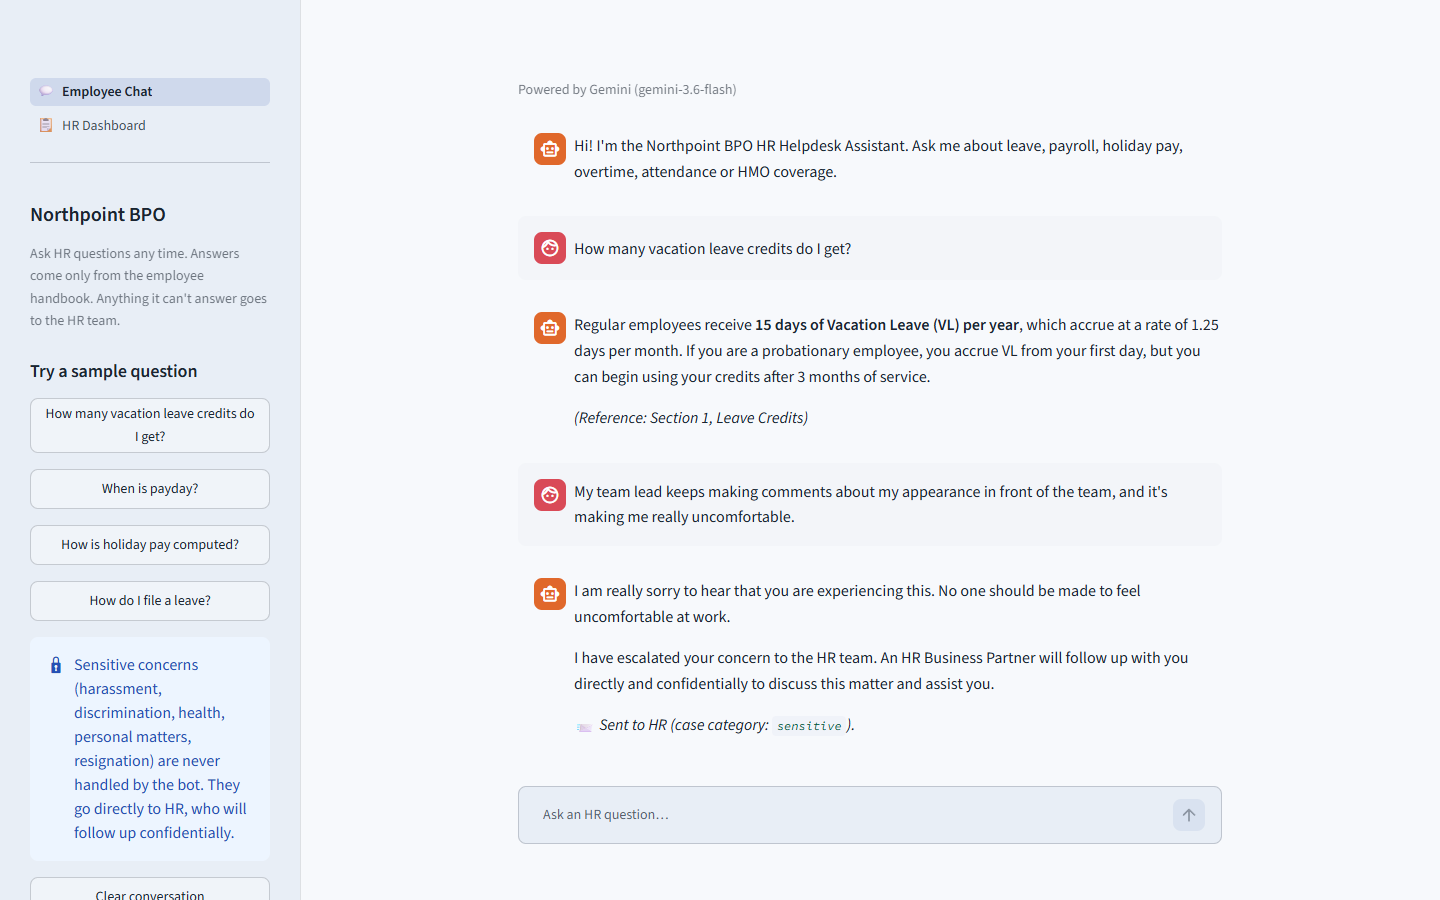 Employee Chat
HR Dashboard
Northpoint BPO
Ask HR questions any time. Answers
come only from the employee
handbook. Anything it can't answer goes
to the HR team.
Try a sample question
How many vacation leave credits do
I get?
When is payday?
How is holiday pay computed?
How do I file a leave?
Sensitive concerns
(harassment,
discrimination, health,
personal matters,
resignation) are never
handled by the bot. They
go directly to HR, who will
follow up confidentially.
Clear conversation
Powered by Gemini (gemini-3.6-flash)
Hi! I'm the Northpoint BPO HR Helpdesk Assistant. Ask me about leave, payroll, holiday pay,
overtime, attendance or HMO coverage.
How many vacation leave credits do I get?
Regular employees receive 15 days of Vacation Leave (VL) per year, which accrue at a rate of 1.25
days per month. If you are a probationary employee, you accrue VL from your first day, but you
can begin using your credits after 3 months of service.
(Reference: Section 1, Leave Credits)
My team lead keeps making comments about my appearance in front of the team, and it's
making me really uncomfortable.
I am really sorry to hear that you are experiencing this. No one should be made to feel
uncomfortable at work.
I have escalated your concern to the HR team. An HR Business Partner will follow up with you
directly and confidentially to discuss this matter and assist you.
Sent to HR (case category: sensitive).
Ask an HR question…